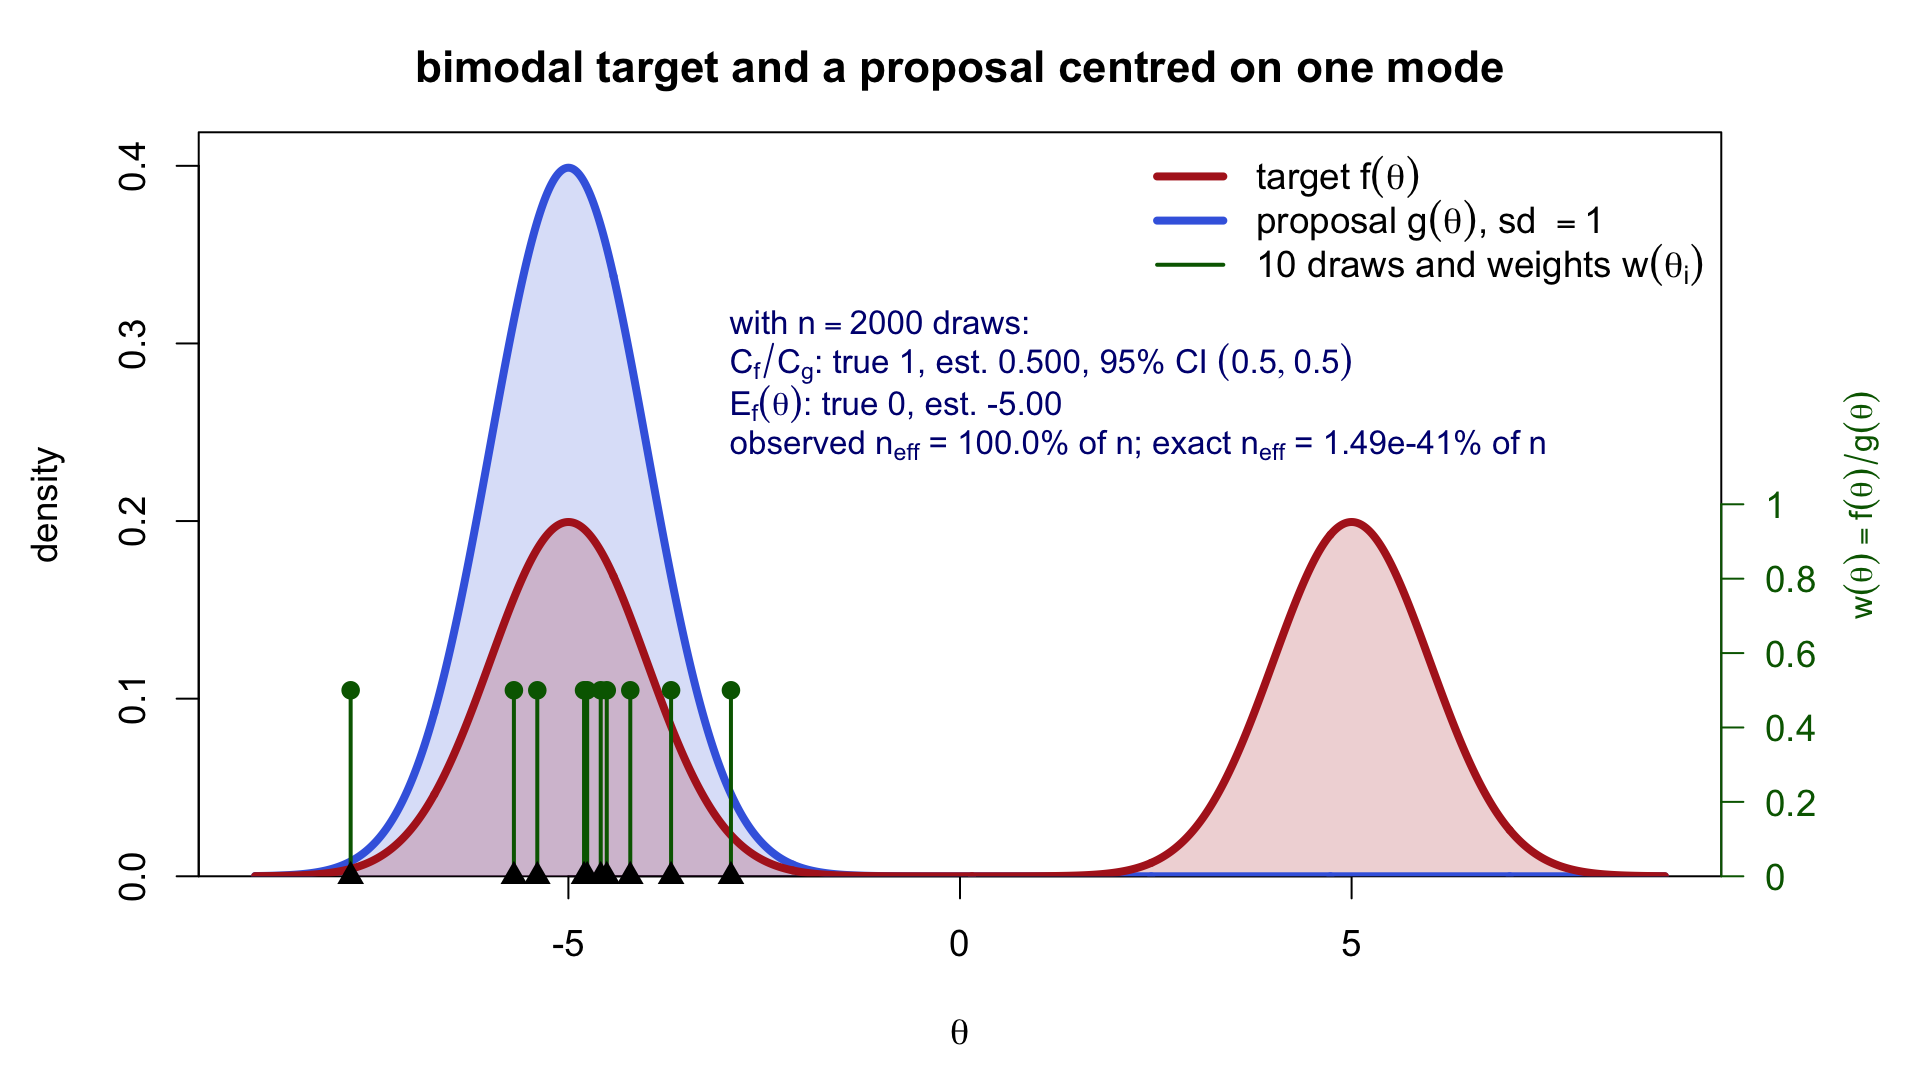 bimodal target and a proposal centred on one mode
target f(θ)
proposal g(θ), sd = 1
10 draws and weights w(θi)
with n = 2000 draws:
Cf/Cg: true 1, est. 0.500, 95% CI (0.5, 0.5)
Ef(θ): true 0, est. -5.00
observed neff = 100.0% of n; exact neff = 1.49e-41% of n
density
0.4
0.3
0.2
0.1
0.0
-5
0
5
θ
1
0.8
0.6
0.4
0.2
0
w(θ) = f(θ)/g(θ)